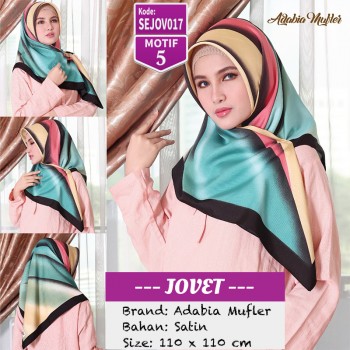 Kode:
SEJOV017
MOTIF
5
Adabia Mufler
--- JOVET ---
Brand: Adabia Mufler
Bahan: Satin
Size: 110 x 110 cm